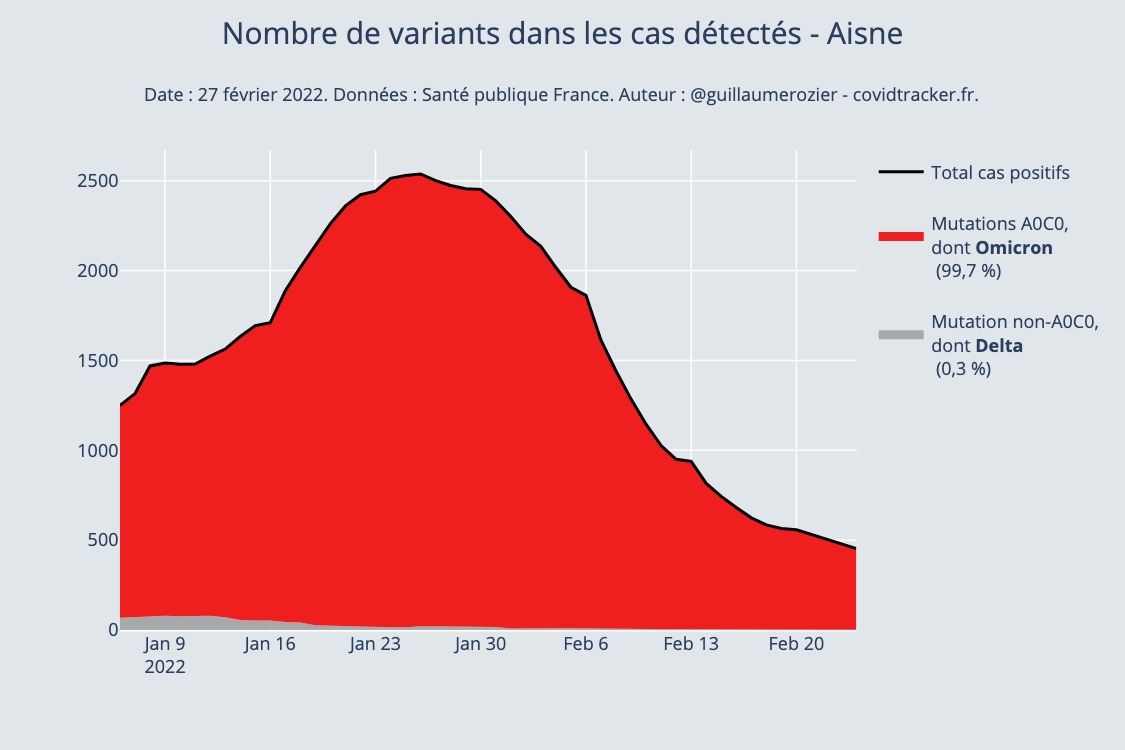 Nombre de variants dans les cas détectés - Aisne
Date : 27 février 2022. Données : Santé publique France. Auteur : @guillaumerozier - covidtracker.fr.
2500
2000
1500
1000
500
0
Jan 9
2022
Jan 16
Jan 23
Jan 30
Feb 6
Feb 13
Feb 20
Total cas positifs
Mutations A0C0,
dont Omicron
(99,7 %)
Mutation non-A0C0,
dont Delta
(0,3 %)